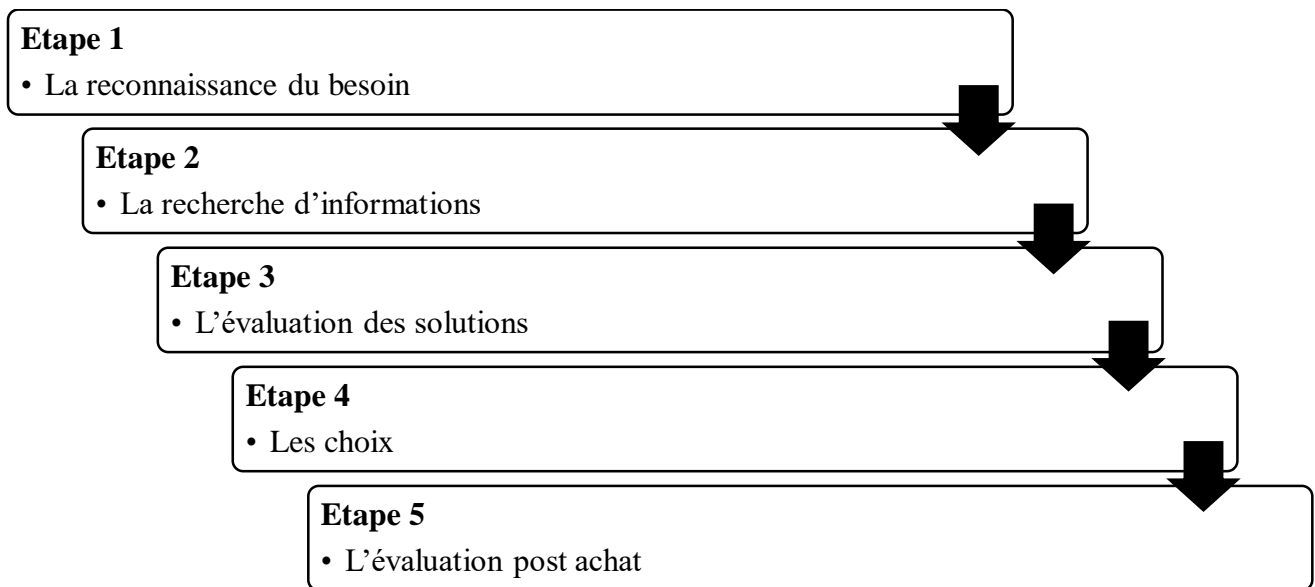 Etape 1
• La reconnaissance du besoin
Etape 2
• La recherche d’informations
Etape 3
• L’évaluation des solutions
Etape 4
• Les choix
Etape 5
• L’évaluation post achat